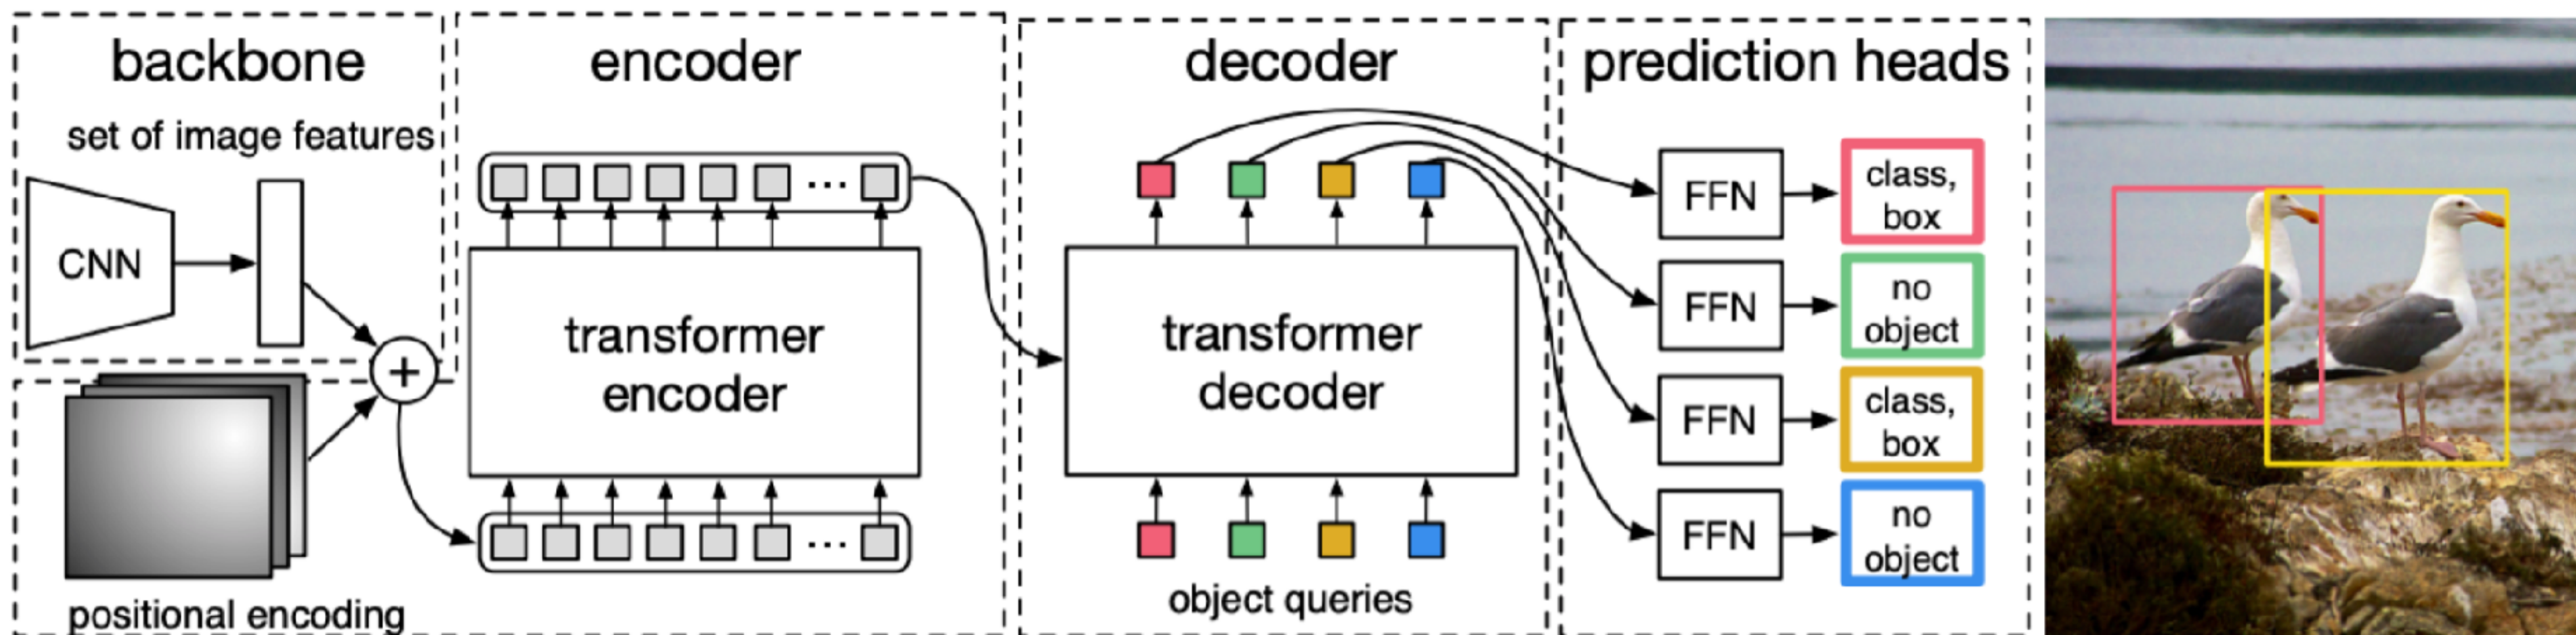 backbone
set of image features
CNN
+
positional encoding
encoder
...
transformer
encoder
...
decoder
transformer
decoder
object queries
prediction heads
FFN
class,
box
FFN
no
object
FFN
class,
box
FFN
no
object